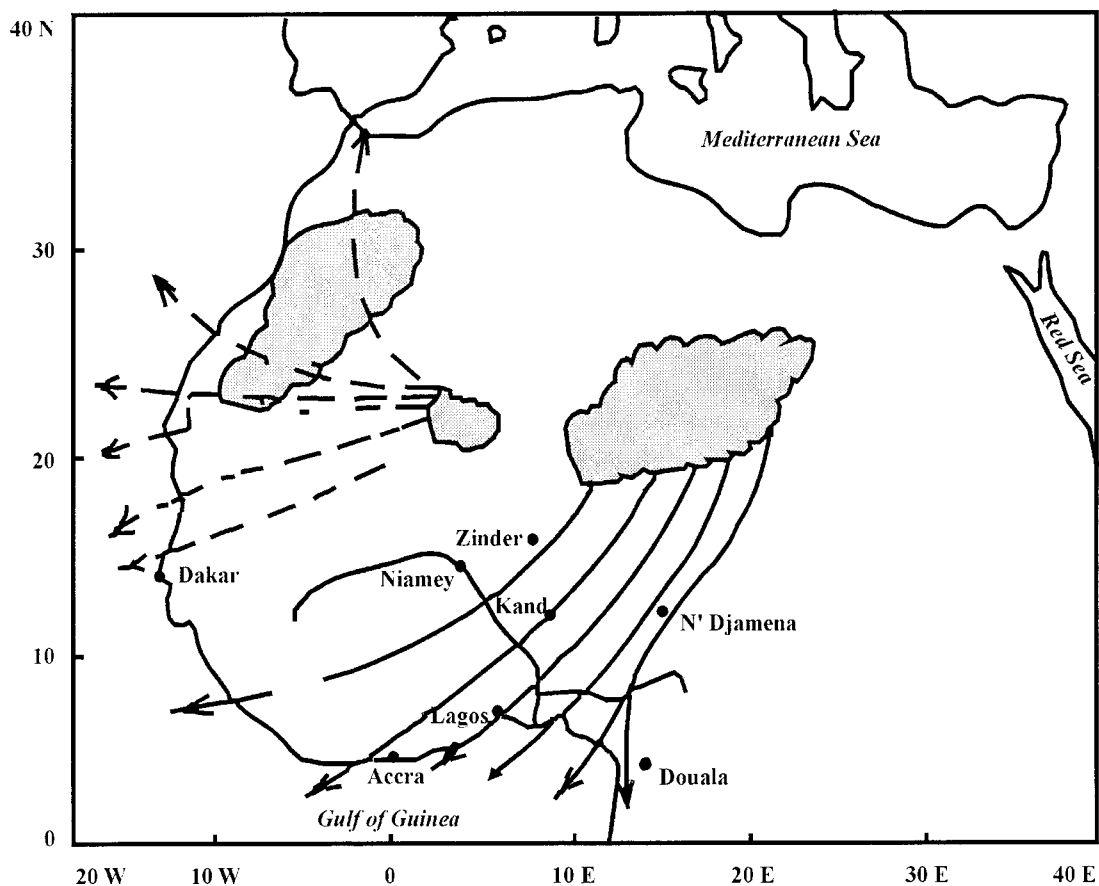 40 N
Mediterranean Sea
30
Red Sea
20
Zinder
Dakar
Niamey
Kand
N' Djamena
10
Lagos
Accra
Douala
Gulf of Guinea
0
20 W 10 W 0 10 E 20 E 30 E 40 E